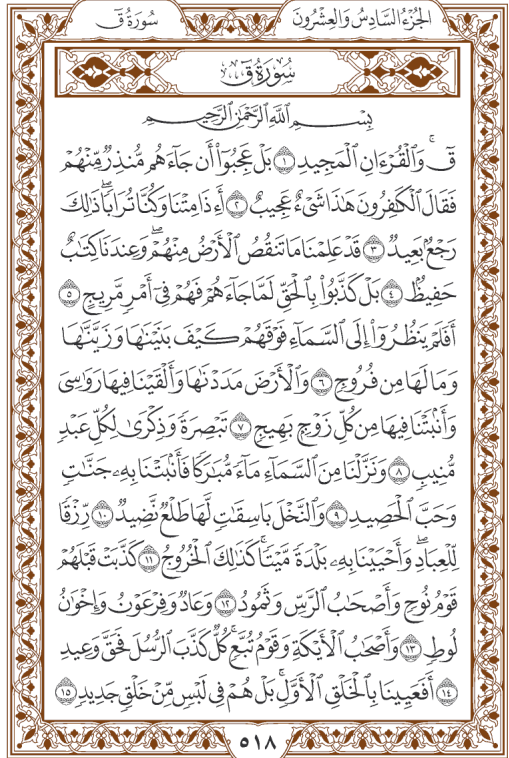 الجُزْءُ السَّادِسُ وَالعِشْرُونَ سُورَةُ قٓ
سُورَةُ قٓ
بِسْمِ ٱللَّهِ ٱلرَّحْمَٰنِ ٱلرَّحِيمِ
قٓ ۚ وَٱلْقُرْءَانِ ٱلْمَجِيدِ ١ بَلْ عَجِبُوٓا۟ أَن جَآءَهُم مُّنذِرٌ مِّنْهُمْ
فَقَالَ ٱلْكَٰفِرُونَ هَٰذَا شَىْءٌ عَجِيبٌ ٢ أَءِذَا مِتْنَا وَكُنَّا تُرَابًا ۖ ذَٰلِكَ
رَجْعٌۢ بَعِيدٌ ٣ قَدْ عَلِمْنَا مَا تَنقُصُ ٱلْأَرْضُ مِنْهُمْ ۖ وَعِندَنَا كِتَٰبٌ
حَفِيظٌۢ ٤ بَلْ كَذَّبُوا۟ بِٱلْحَقِّ لَمَّا جَآءَهُمْ فَهُمْ فِىٓ أَمْرٍ مَّرِيجٍ ٥
أَفَلَمْ يَنظُرُوٓا۟ إِلَى ٱلسَّمَآءِ فَوْقَهُمْ كَيْفَ بَنَيْنَٰهَا وَزَيَّنَّٰهَا
وَمَا لَهَا مِن فُرُوجٍ ٦ وَٱلْأَرْضَ مَدَدْنَٰهَا وَأَلْقَيْنَا فِيهَا رَوَٰسِىَ
وَأَنۢبَتْنَا فِيهَا مِن كُلِّ زَوْجٍۭ بَهِيجٍ ٧ تَبْصِرَةً وَذِكْرَىٰ لِكُلِّ عَبْدٍ
مُّنِيبٍ ٨ وَنَزَّلْنَا مِنَ ٱلسَّمَآءِ مَآءً مُّبَٰرَكًا فَأَنۢبَتْنَا بِهِۦ جَنَّٰتٍ
وَحَبَّ ٱلْحَصِيدِ ٩ وَٱلنَّخْلَ بَاسِقَٰتٍ لَّهَا طَلْعٌ نَّضِيدٌ ١٠ رِّزْقًا
لِّلْعِبَادِ ۖ وَأَحْيَيْنَا بِهِۦ بَلْدَةً مَّيْتًا ۚ كَذَٰلِكَ ٱلْخُرُوجُ ١١ كَذَّبَتْ قَبْلَهُمْ
قَوْمُ نُوحٍ وَأَصْحَٰبُ ٱلرَّسِّ وَثَمُودُ ١٢ وَعَادٌ وَفِرْعَوْنُ وَإِخْوَٰنُ
لُوطٍ ١٣ وَأَصْحَٰبُ ٱلْأَيْكَةِ وَقَوْمُ تُبَّعٍ ۚ كُلٌّ كَذَّبَ ٱلرُّسُلَ فَحَقَّ وَعِيدِ
١٤ أَفَعَيِينَا بِٱلْخَلْقِ ٱلْأَوَّلِ ۚ بَلْ هُمْ فِى لَبْسٍ مِّنْ خَلْقٍ جَدِيدٍ ١٥
٥١٨